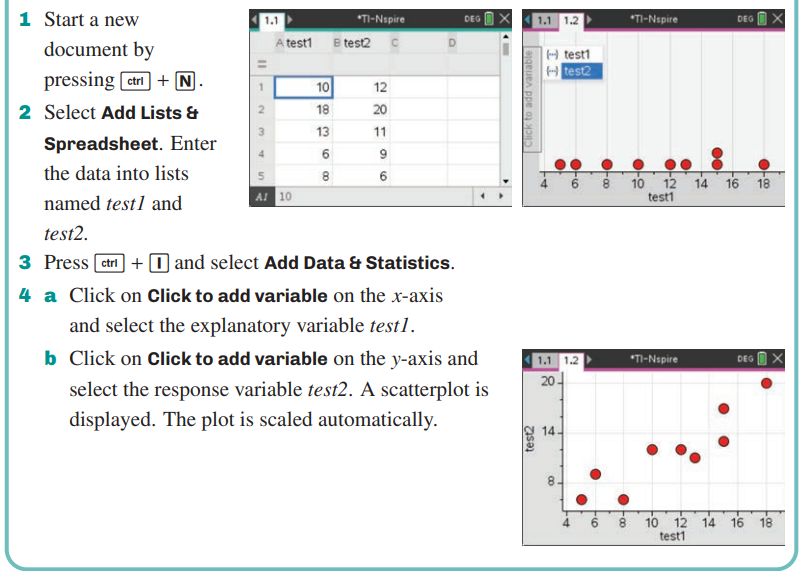 1 Start a new
document by
pressing ctrl + N.
2 Select Add Lists &
Spreadsheet. Enter
the data into lists
named test1 and
test2.
1.1 *TI-Nspire DEG
A test1 B test2 C D
=
1 10 12
2 18 20
3 13 11
4 6 9
5 8 6
A1 10
1.1 1.2 *TI-Nspire DEG
Click to add variable
test1
test2
4 6 8 10 12 14 16 18
test1
3 Press ctrl + I and select Add Data & Statistics.
4 a Click on Click to add variable on the x-axis
and select the explanatory variable test1.
b Click on Click to add variable on the y-axis and
select the response variable test2. A scatterplot is
displayed. The plot is scaled automatically.
1.1 1.2 *TI-Nspire DEG
20
14
8
test2
4 6 8 10 12 14 16 18
test1